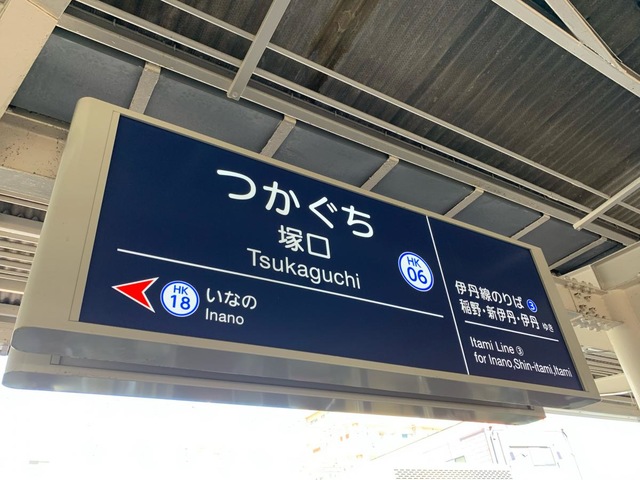 つかぐち
塚口
Tsukaguchi
HK
06
HK
18
いなの
Inano
伊丹線のりば ③
稲野・新伊丹・伊丹 ゆき
Itami Line ③
for Inano,Shin-itami,Itami